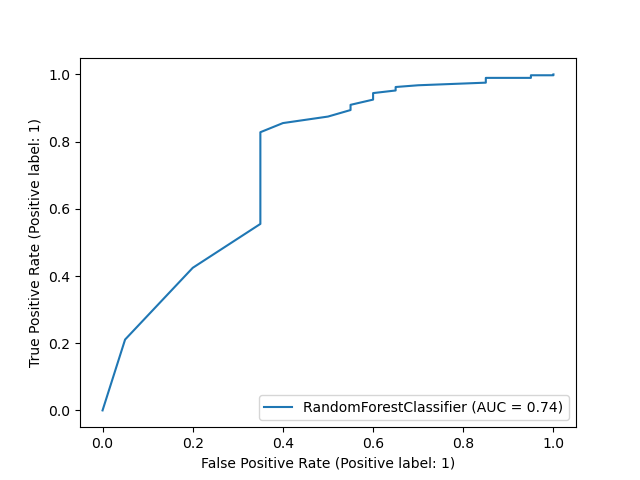 1.0
0.8
0.6
0.4
0.2
0.0
True Positive Rate (Positive label: 1)
RandomForestClassifier (AUC = 0.74)
0.0 0.2 0.4 0.6 0.8 1.0
False Positive Rate (Positive label: 1)